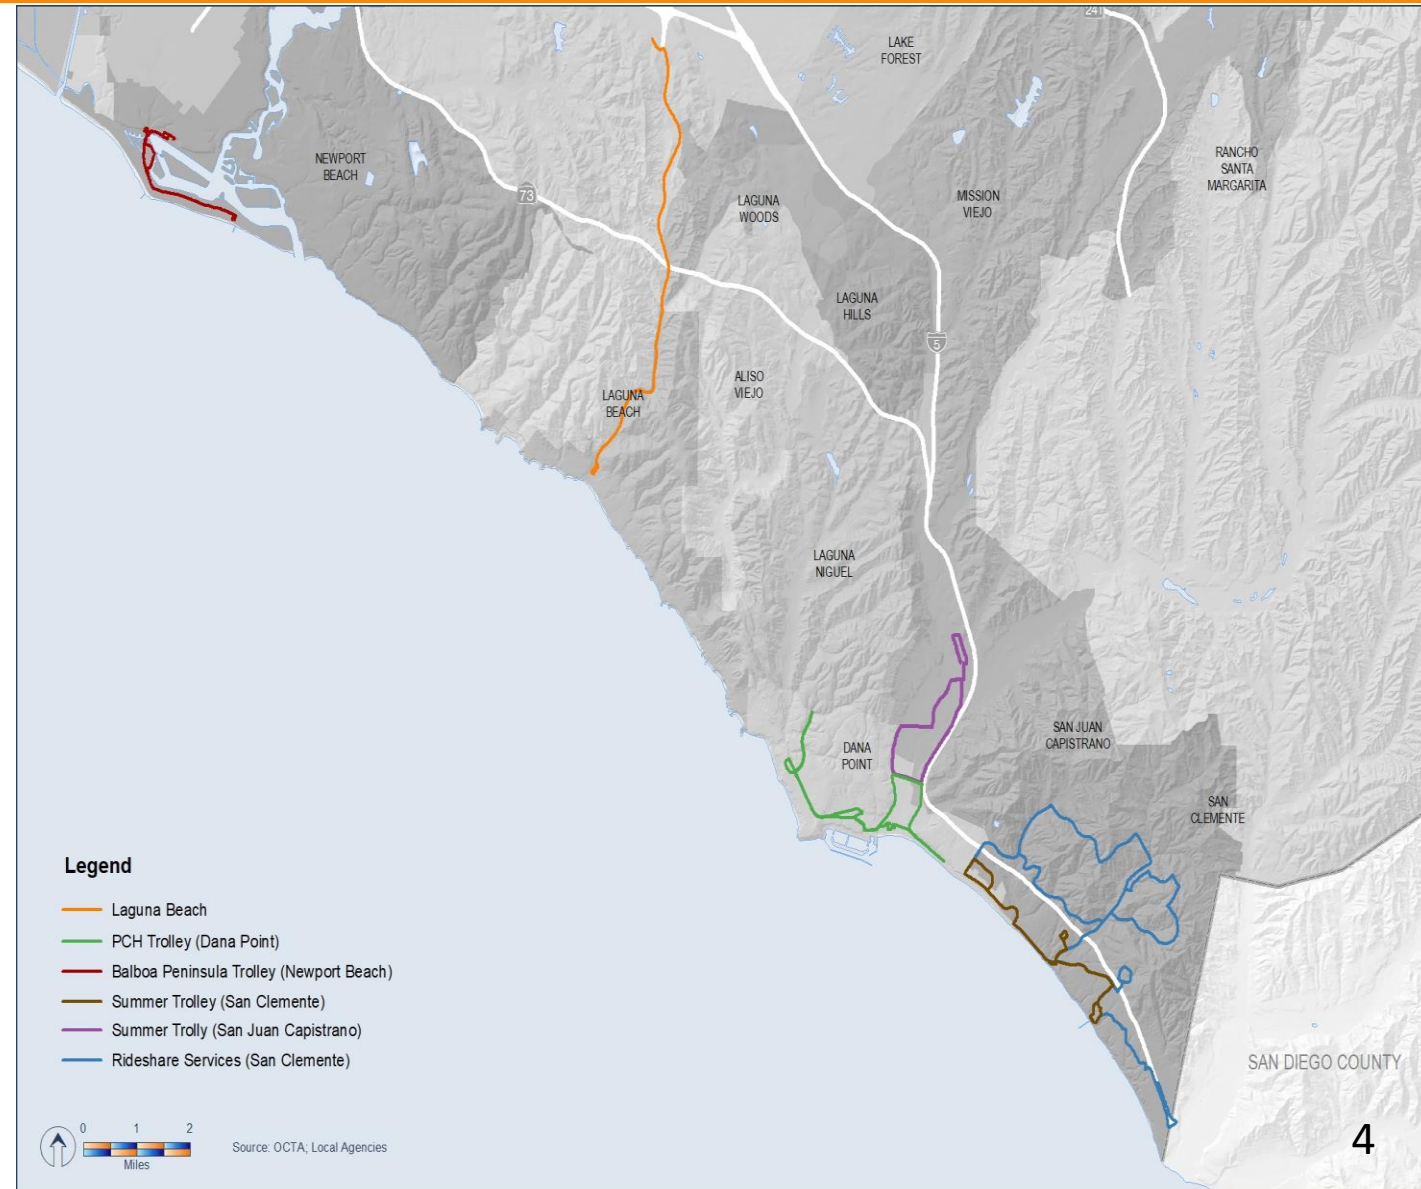 241
LAKE
FOREST
NEWPORT
BEACH
73
LAGUNA
WOODS
MISSION
VIEJO
RANCHO
SANTA
MARGARITA
LAGUNA
HILLS
5
ALISO
VIEJO
LAGUNA
BEACH
LAGUNA
NIGUEL
DANA
POINT
SAN JUAN
CAPISTRANO
SAN
CLEMENTE
SAN DIEGO COUNTY
Legend
Laguna Beach
PCH Trolley (Dana Point)
Balboa Peninsula Trolley (Newport Beach)
Summer Trolley (San Clemente)
Summer Trolly (San Juan Capistrano)
Rideshare Services (San Clemente)
0 1 2
Miles
Source: OCTA; Local Agencies
4